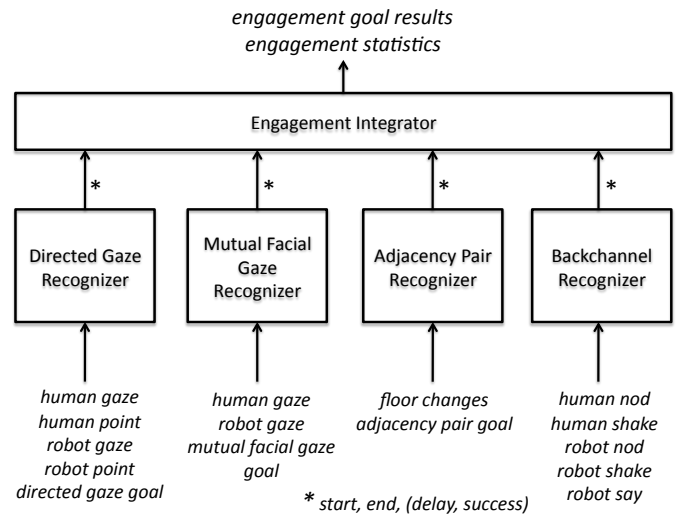 engagement goal results
engagement statistics
Engagement Integrator
*
*
*
*
Directed Gaze
Recognizer
Mutual Facial
Gaze
Recognizer
Adjacency Pair
Recognizer
Backchannel
Recognizer
human gaze
human point
robot gaze
robot point
directed gaze goal
human gaze
robot gaze
mutual facial gaze
goal
floor changes
adjacency pair goal
human nod
human shake
robot nod
robot shake
robot say
* start, end, (delay, success)